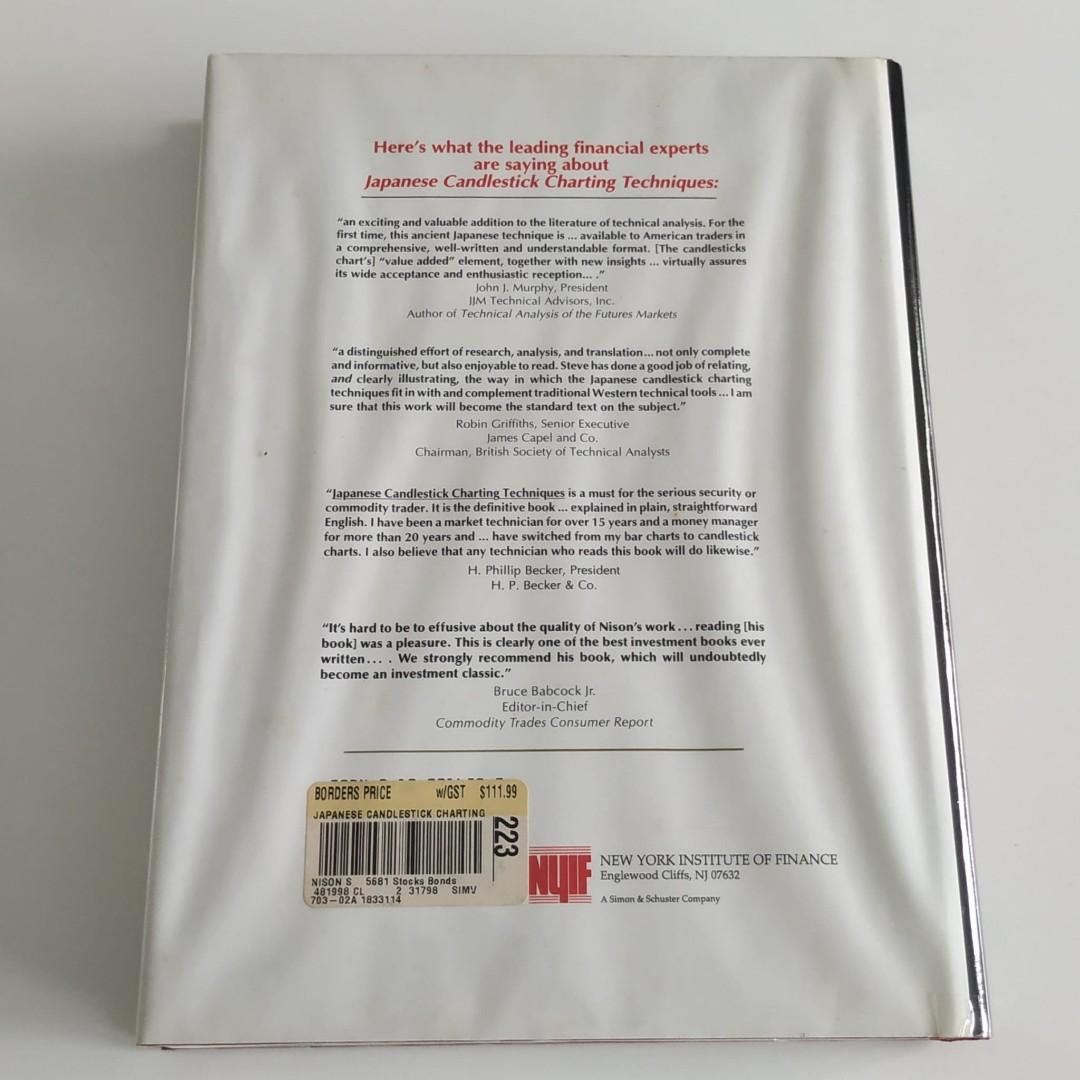 Here's what the leading financial experts
are saying about
Japanese Candlestick Charting Techniques:
"an exciting and valuable addition to the literature of technical analysis. For the
first time, this ancient Japanese technique is ... available to American traders in
a comprehensive, well-written and understandable format. [The candlesticks
chart's] "value added" element, together with new insights ... virtually assures
its wide acceptance and enthusiastic reception... ."
John J. Murphy, President
JJM Technical Advisors, Inc.
Author of Technical Analysis of the Futures Markets
"a distinguished effort of research, analysis, and translation... not only complete
and informative, but also enjoyable to read. Steve has done a good job of relating,
and clearly illustrating, the way in which the Japanese candlestick charting
techniques fit in with and complement traditional Western technical tools ... I am
sure that this work will become the standard text on the subject."
Robin Griffiths, Senior Executive
James Capel and Co.
Chairman, British Society of Technical Analysts
"Japanese Candlestick Charting Techniques is a must for the serious security or
commodity trader. It is the definitive book ... explained in plain, straightforward
English. I have been a market technician for over 15 years and a money manager
for more than 20 years and ... have switched from my bar charts to candlestick
charts. I also believe that any technician who reads this book will do likewise."
H. Phillip Becker, President
H. P. Becker & Co.
"It's hard to be to effusive about the quality of Nison's work... reading [his
book] was a pleasure. This is clearly one of the best investment books ever
written... . We strongly recommend his book, which will undoubtedly
become an investment classic."
Bruce Babcock Jr.
Editor-in-Chief
Commodity Trades Consumer Report
BORDERS PRICE w/GST $111.99
JAPANESE CANDLESTICK CHARTING
223
NISON S 5681 Stocks Bonds
481998 CL 2 31798 SIMV
703-02A 1833114
NYIF
NEW YORK INSTITUTE OF FINANCE
Englewood Cliffs, NJ 07632
A Simon & Schuster Company